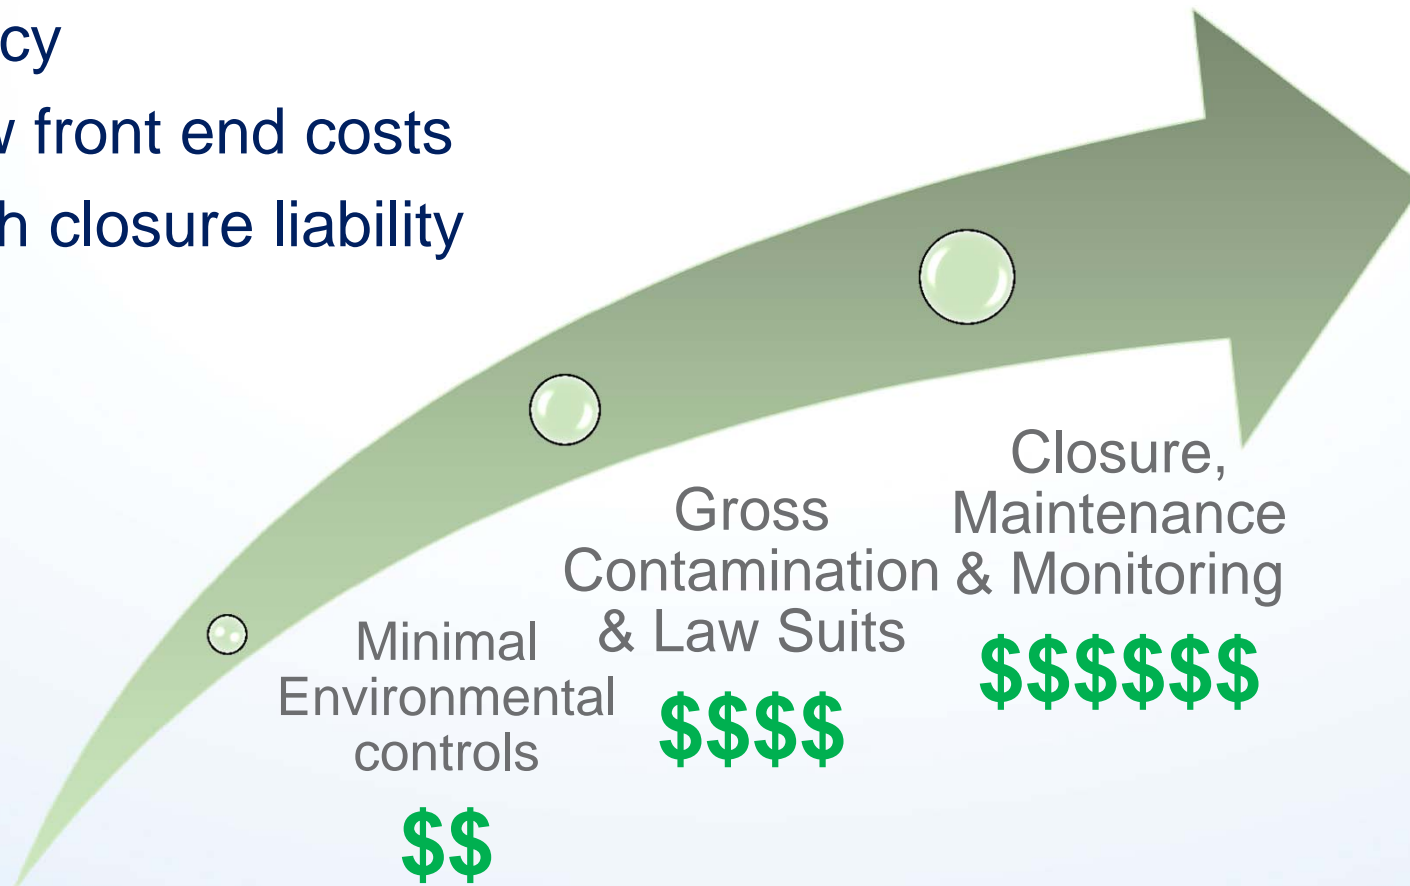 cy
w front end costs
h closure liability
Minimal
Environmental
controls
$$
Gross
Contamination
& Law Suits
$$$$
Closure,
Maintenance
& Monitoring
$$$$$$